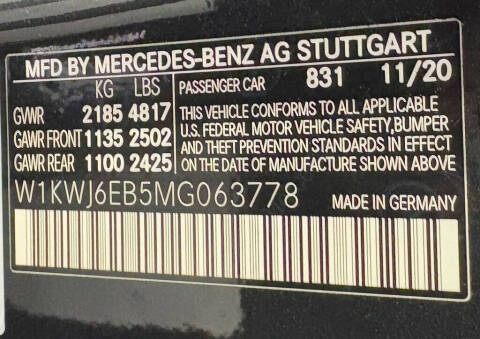 MFD BY MERCEDES-BENZ AG STUTTGART
KG LBS
GVWR 2185 4817
GAWR FRONT 1135 2502
GAWR REAR 1100 2425
PASSENGER CAR 831 11/20
THIS VEHICLE CONFORMS TO ALL APPLICABLE
U.S. FEDERAL MOTOR VEHICLE SAFETY,BUMPER
AND THEFT PREVENTION STANDARDS IN EFFECT
ON THE DATE OF MANUFACTURE SHOWN ABOVE
W1KWJ6EB5MG063778 MADE IN GERMANY